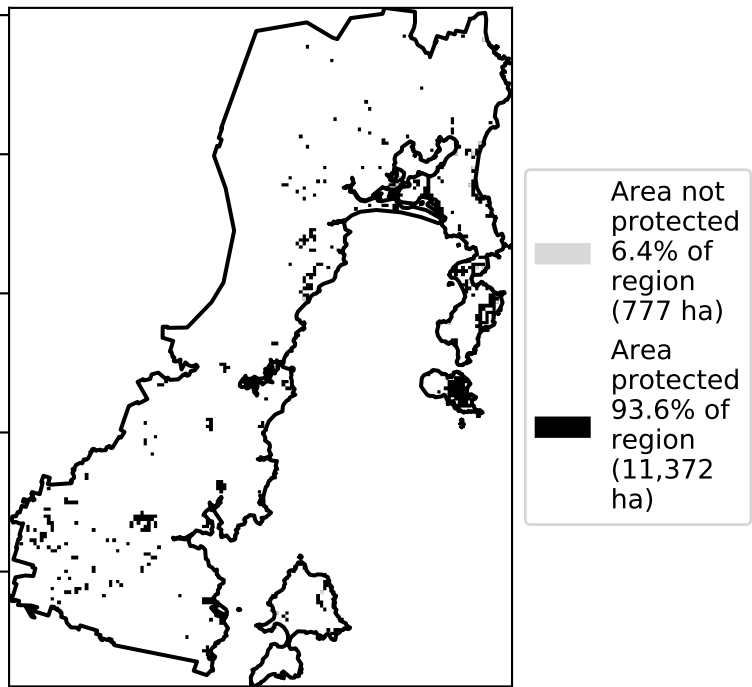 Area not
protected
6.4% of
region
(777 ha)
Area
protected
93.6% of
region
(11,372
ha)